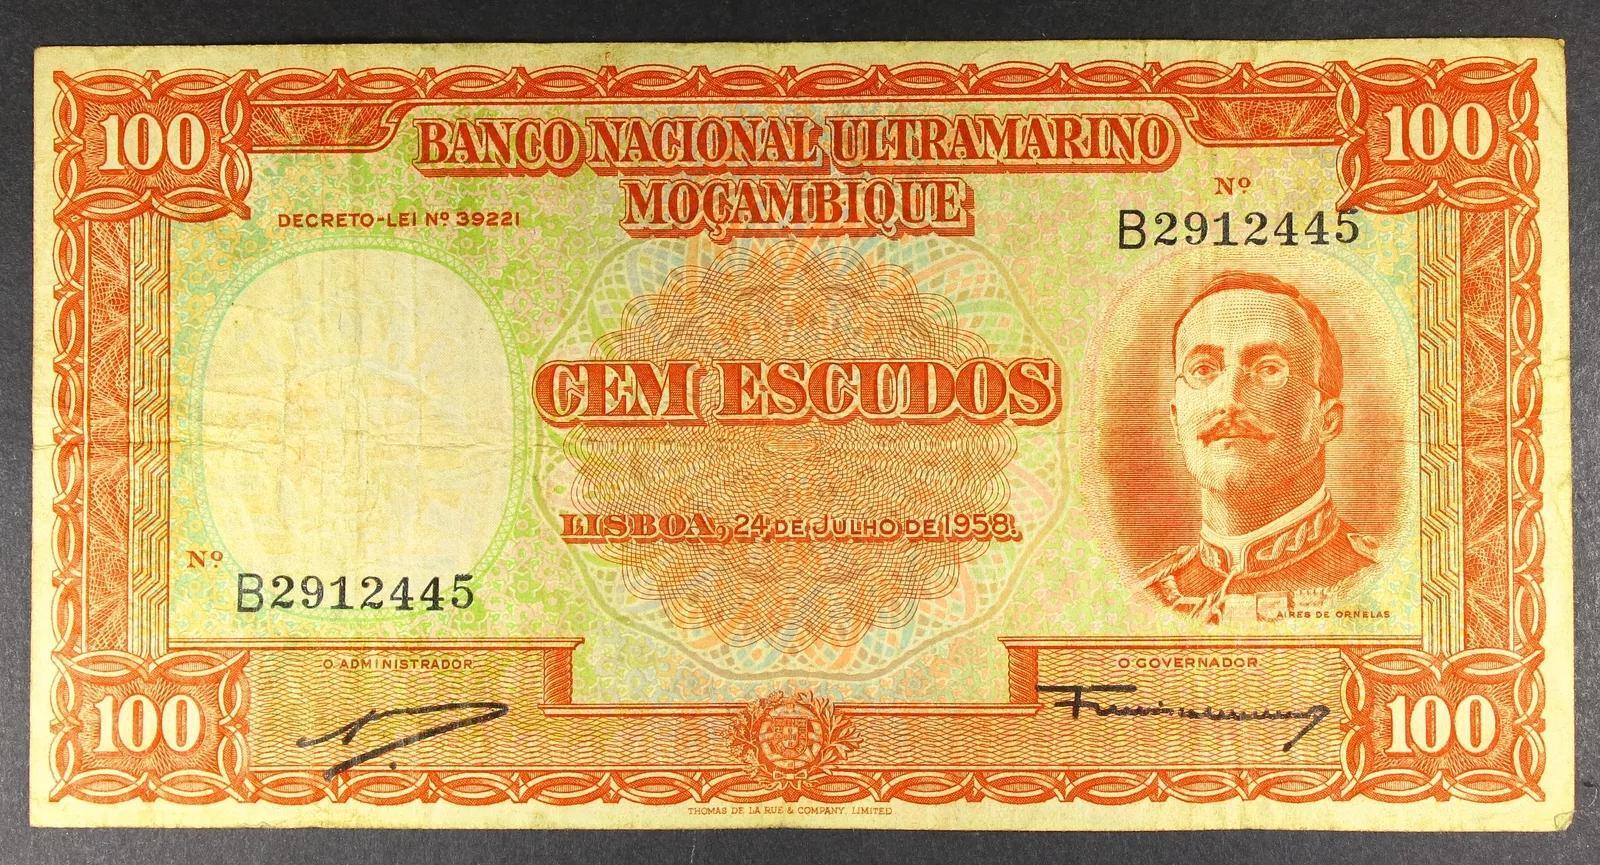 100 100
BANCO NACIONAL ULTRAMARINO
MOÇAMBIQUE
Nº
DECRETO-LEI Nº 39221
B2912445
CEM ESCUDOS
LISBOA, 24 DE JULHO DE 1958.
Nº
B2912445
AIRES DE ORNELAS
O ADMINISTRADOR
O GOVERNADOR
100 100
THOMAS DE LA RUE & COMPANY, LIMITED